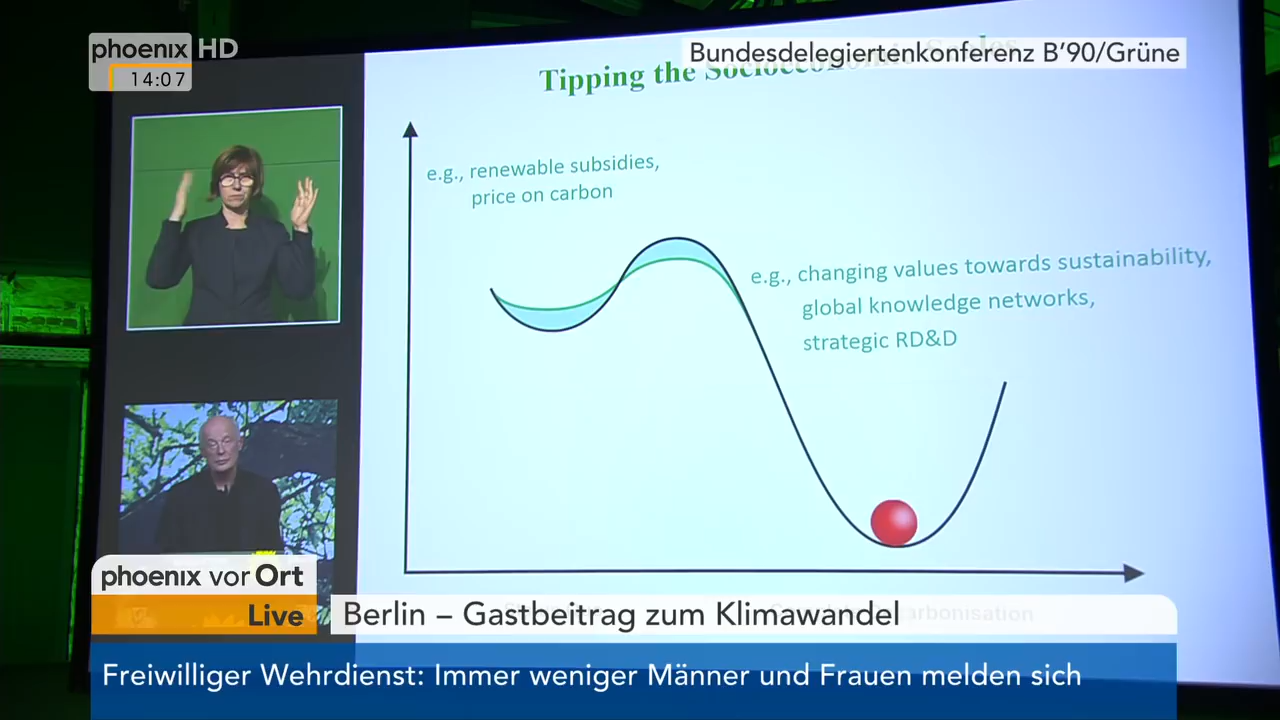 phoenix HD
14:07
Bundesdelegiertenkonferenz B'90/Grüne
Tipping the
e.g., renewable subsidies,
price on carbon
e.g., changing values towards sustainability,
global knowledge networks,
strategic RD&D
phoenix vor Ort
Live
Berlin – Gastbeitrag zum Klimawandel
Freiwilliger Wehrdienst: Immer weniger Männer und Frauen melden sich